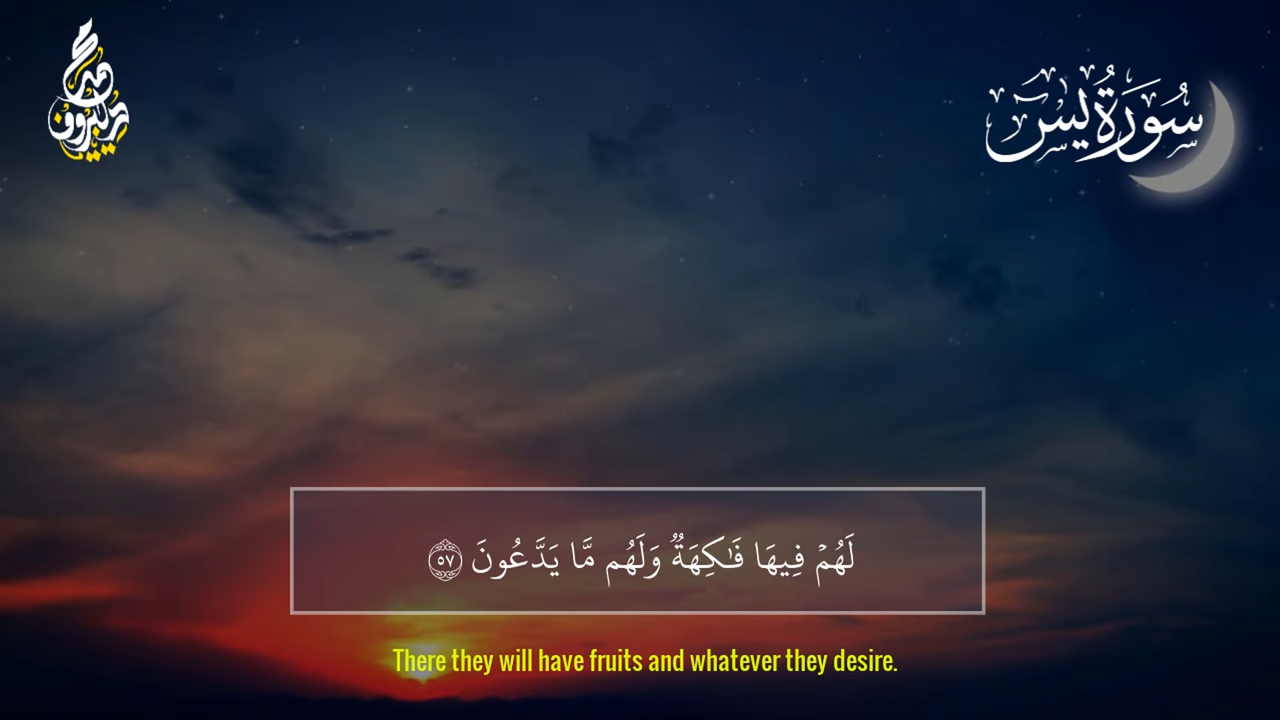 سُورَةُ يسٓ
لَهُمْ فِيهَا فَٰكِهَةٌ وَلَهُم مَّا يَدَّعُونَ ٥٧
There they will have fruits and whatever they desire.